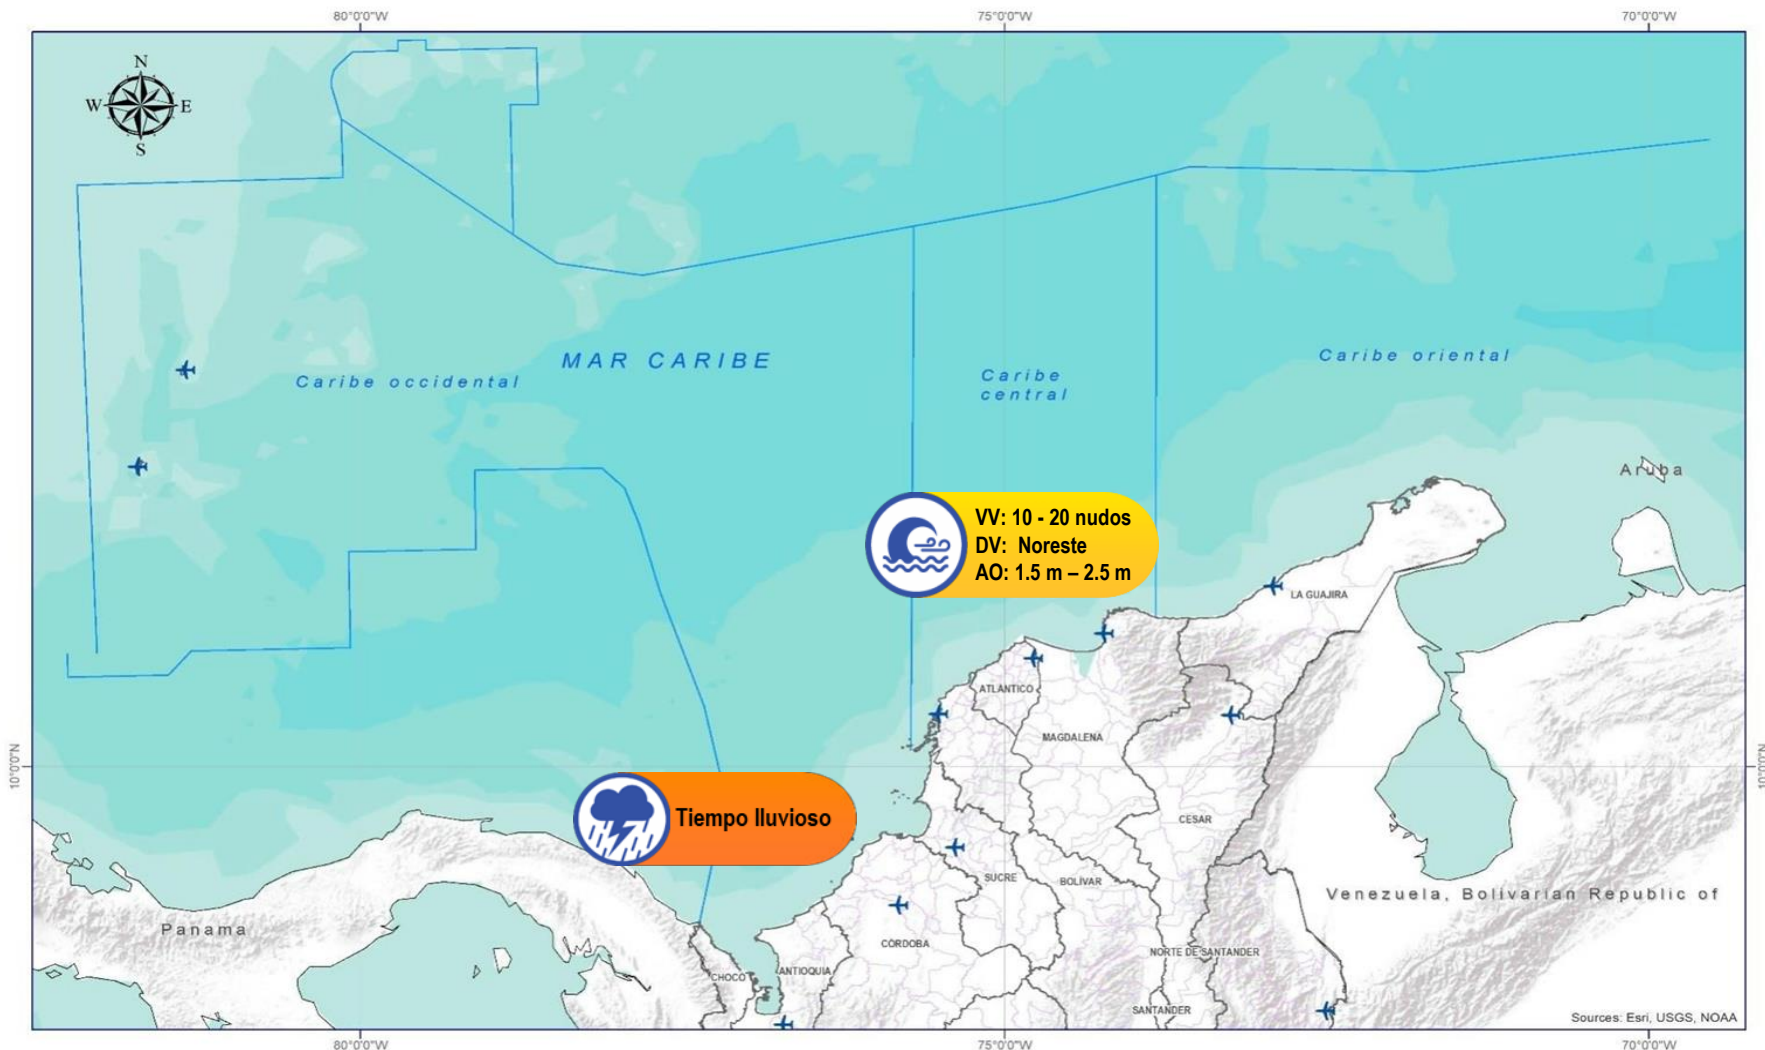 80°0'0"W
75°0'0"W
70°0'0"W
N
W
E
S
MAR CARIBE
Caribe occidental
Caribe
central
Caribe oriental
Aruba
VV: 10 - 20 nudos
DV: Noreste
AO: 1.5 m – 2.5 m
LA GUAJIRA
ATLANTICO
MAGDALENA
10°0'0"N
10°0'0"N
Tiempo lluvioso
CESAR
SUCRE
BOLÍVAR
Venezuela, Bolivarian Republic of
Panama
CÓRDOBA
NORTE DE SANTANDER
CHOCO
ANTIOQUIA
SANTANDER
Sources: Esri, USGS, NOAA
80°0'0"W
75°0'0"W
70°0'0"W